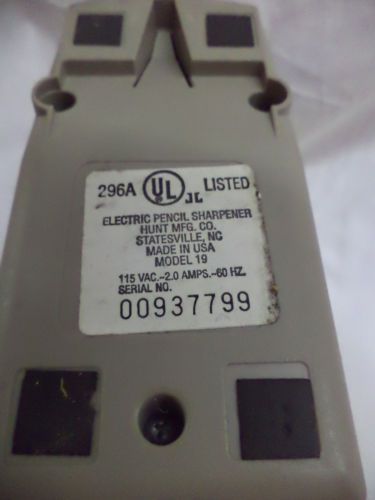 296A UL JL LISTED
ELECTRIC PENCIL SHARPENER
HUNT MFG. CO.
STATESVILLE, NC
MADE IN USA
MODEL 19
115 VAC.~2.0 AMPS.~60 HZ.
SERIAL NO.
00937799